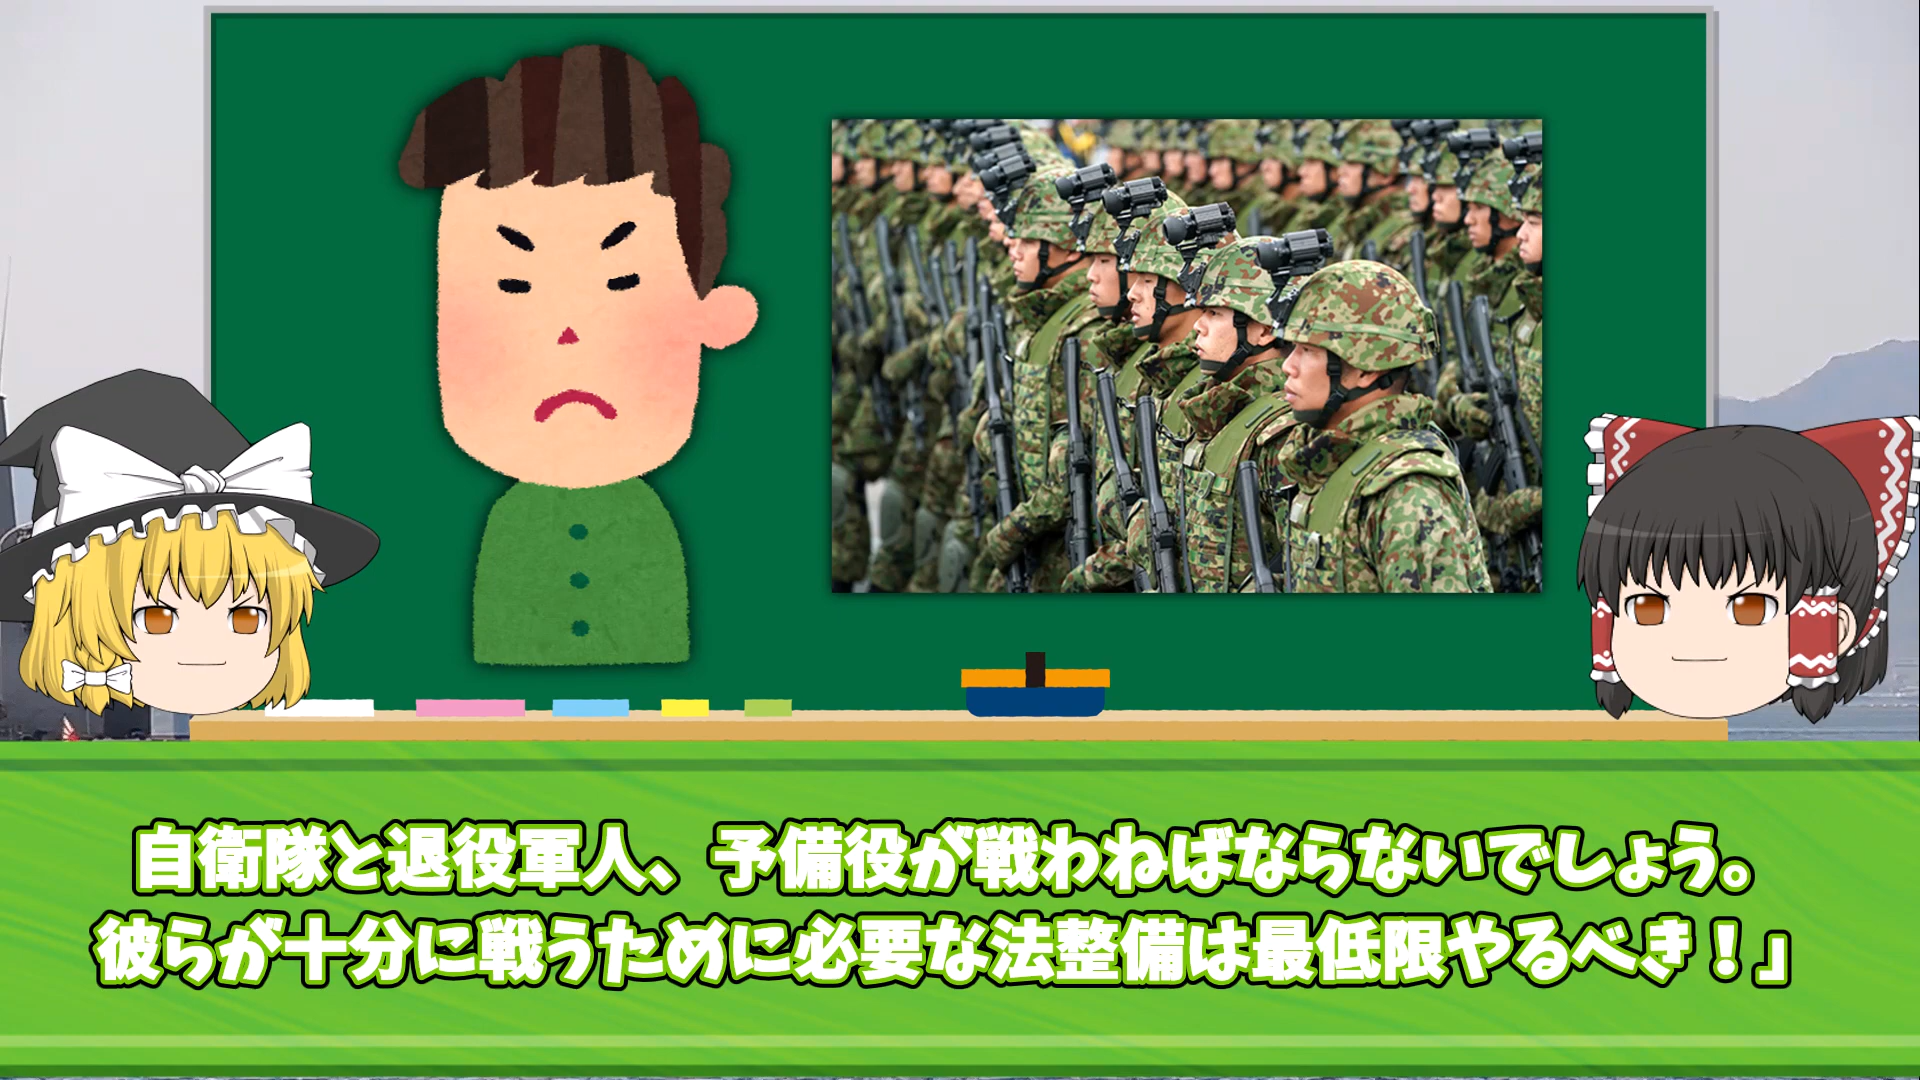 自衛隊と退役軍人、予備役が戦わねばならないでしょう。
彼らが十分に戦うために必要な法整備は最低限やるべき！」